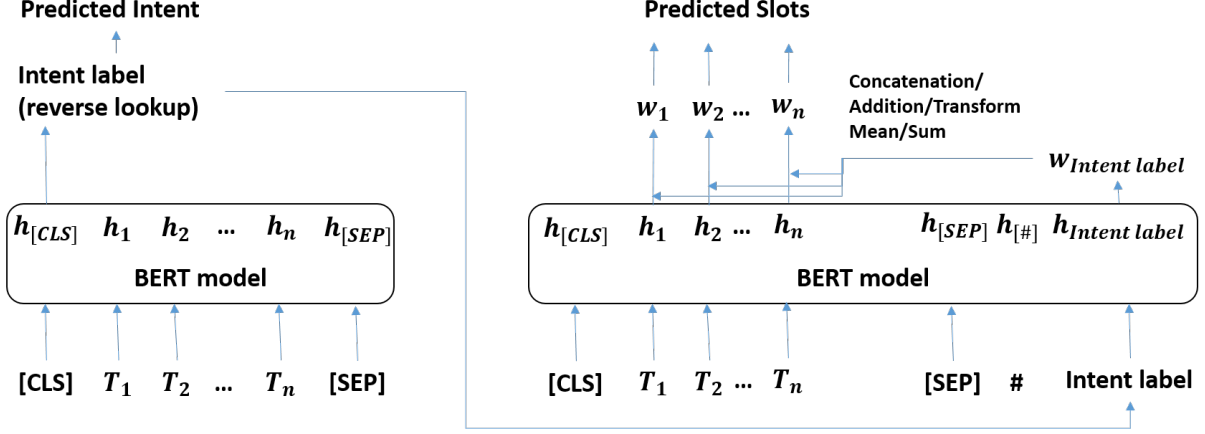 Predicted Intent
Intent label
(reverse lookup)
h[CLS] h1 h2 ... hn h[SEP]
BERT model
[CLS] T1 T2 ... Tn [SEP]
Predicted Slots
w1 w2 ... wn
Concatenation/
Addition/Transform
Mean/Sum
wIntent label
h[CLS] h1 h2 ... hn h[SEP] h[#] hIntent label
BERT model
[CLS] T1 T2 ... Tn [SEP] # Intent label